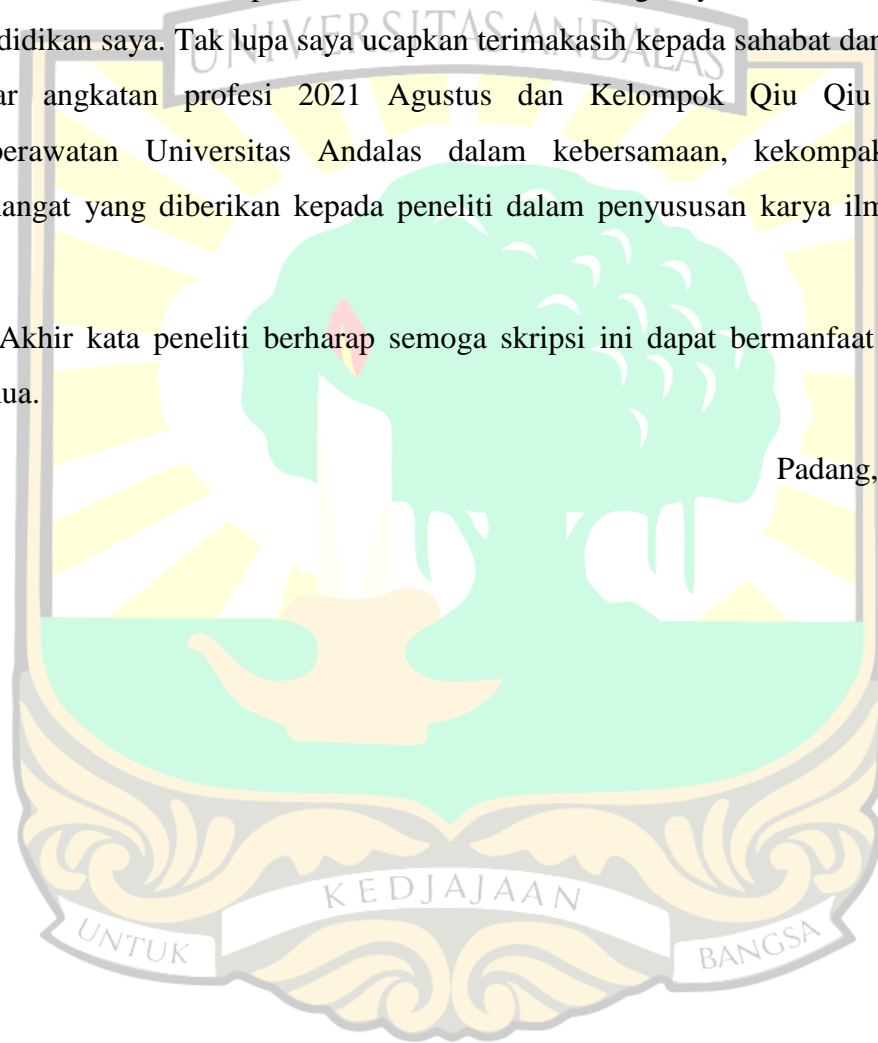 didikan saya. Tak lupa saya ucapkan terimakasih kepada sahabat dan
UNIVERSITAS ANDALAS
ar angkatan profesi 2021 Agustus dan Kelompok Qiu Qiu
perawatan Universitas Andalas dalam kebersamaan, kekompak
angat yang diberikan kepada peneliti dalam penyususan karya ilm
Akhir kata peneliti berharap semoga skripsi ini dapat bermanfaat
ua.
Padang,
KEDJAJAAN
UNTUK
BANGSA